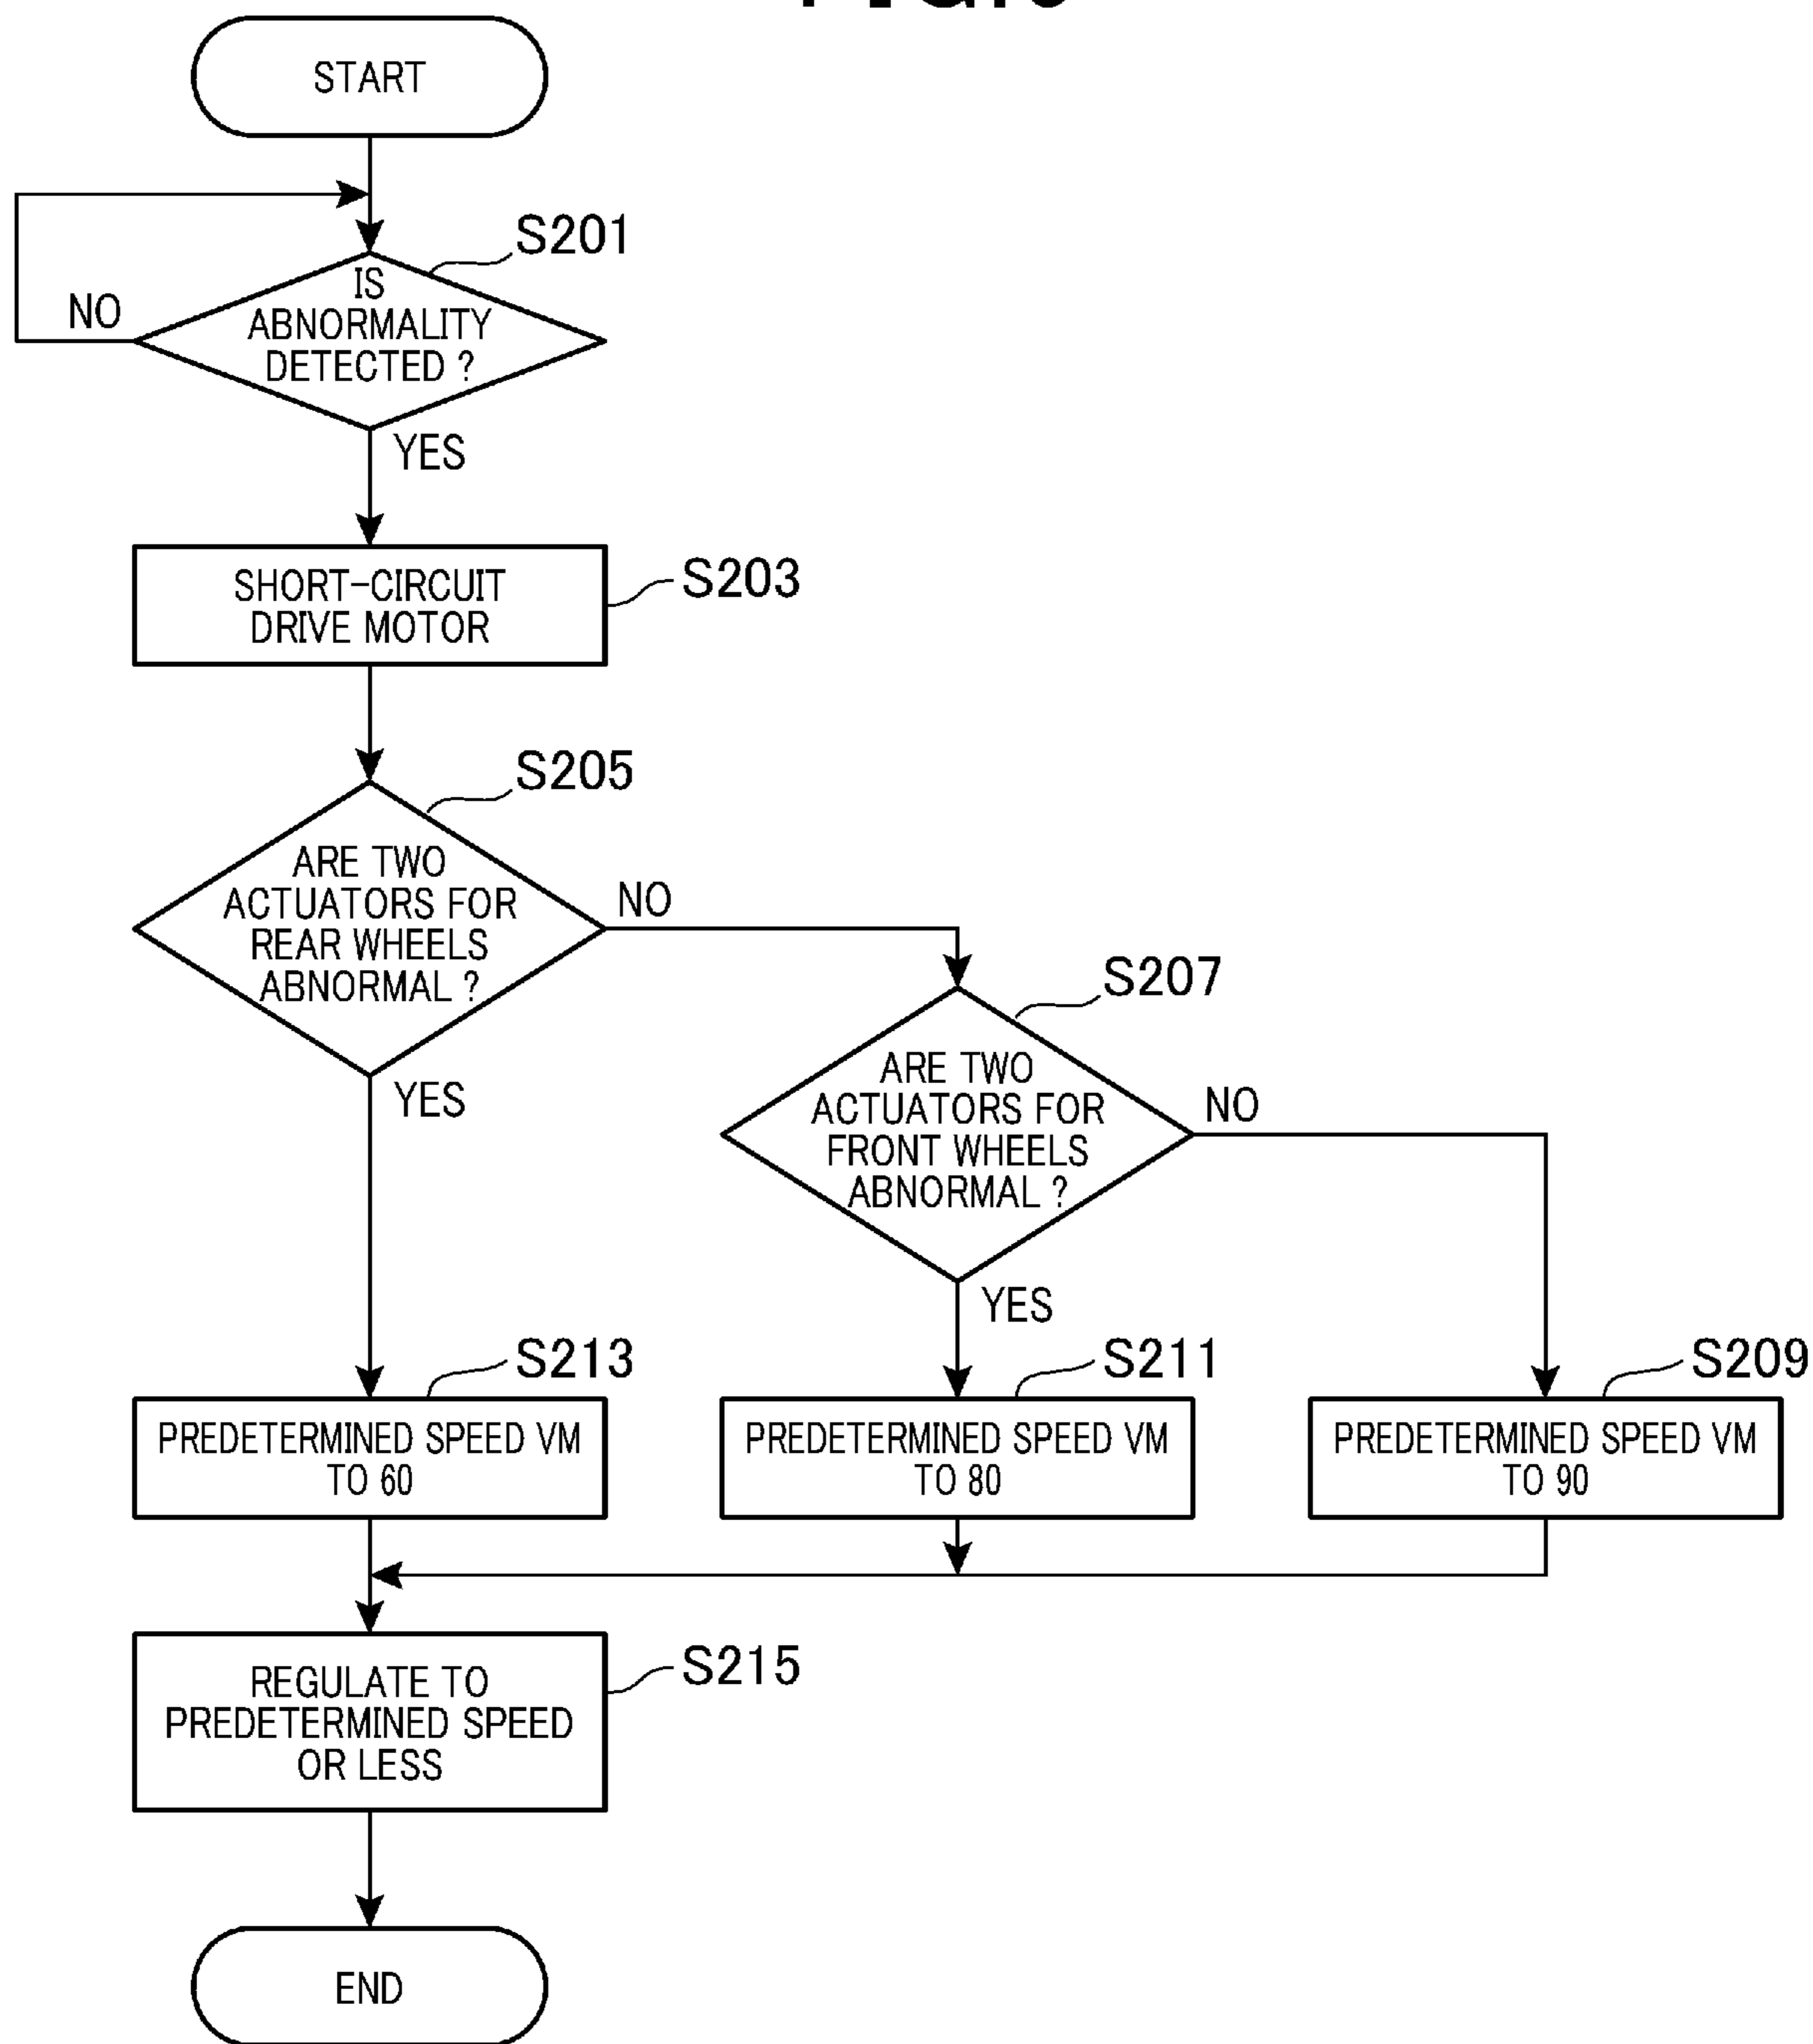 START
S201
IS
ABNORMALITY
DETECTED ?
NO
YES
SHORT-CIRCUIT
DRIVE MOTOR
S203
S205
ARE TWO
ACTUATORS FOR
REAR WHEELS
ABNORMAL ?
NO
YES
S207
ARE TWO
ACTUATORS FOR
FRONT WHEELS
ABNORMAL ?
NO
YES
S213
PREDETERMINED SPEED VM
TO 60
S211
PREDETERMINED SPEED VM
TO 80
S209
PREDETERMINED SPEED VM
TO 90
S215
REGULATE TO
PREDETERMINED SPEED
OR LESS
END